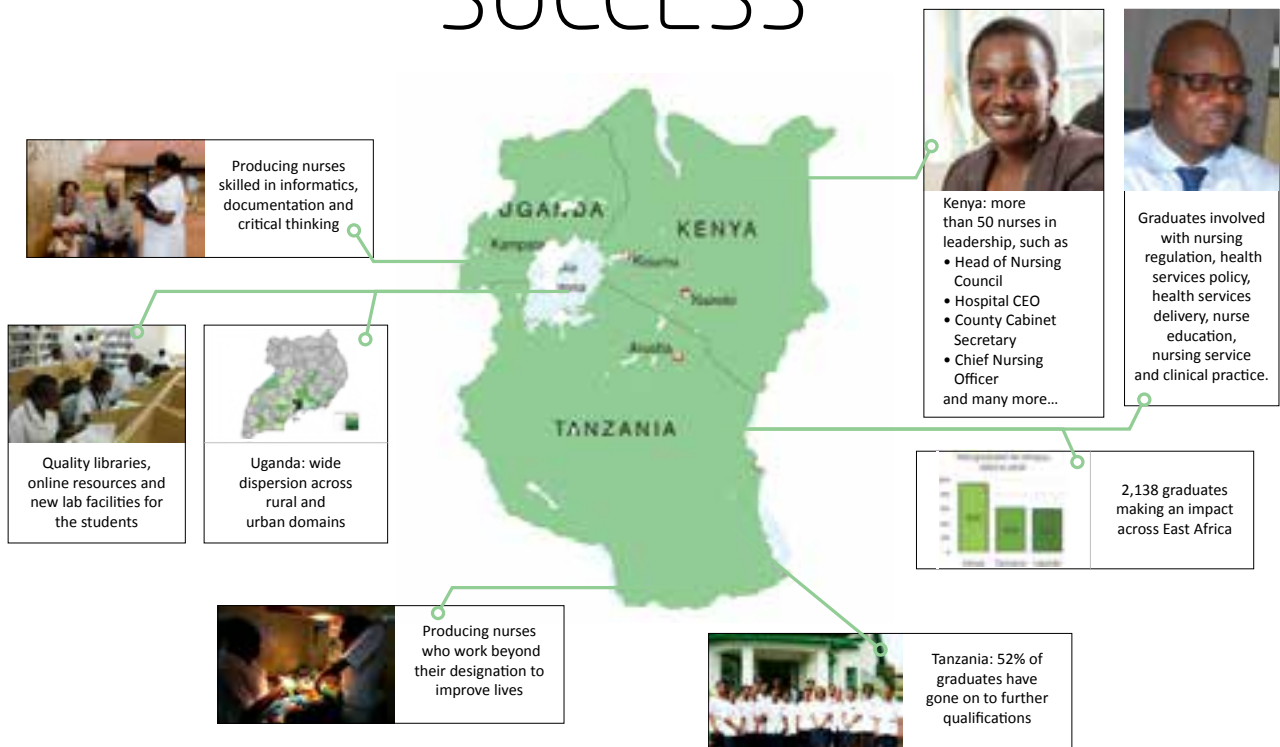 SUCCESS
Producing nurses
skilled in informatics,
documentation and
critical thinking
Quality libraries,
online resources and
new lab facilities for
the students
Uganda: wide
dispersion across
rural and
urban domains
UGANDA
KENYA
Kampala
Kisumu
Nairobi
Arusha
TANZANIA
Kenya: more
than 50 nurses in
leadership, such as
• Head of Nursing
Council
• Hospital CEO
• County Cabinet
Secretary
• Chief Nursing
Officer
and many more...
Graduates involved
with nursing
regulation, health
services policy,
health services
delivery, nurse
education,
nursing service
and clinical practice.
2,138 graduates
making an impact
across East Africa
Producing nurses
who work beyond
their designation to
improve lives
Tanzania: 52% of
graduates have
gone on to further
qualifications